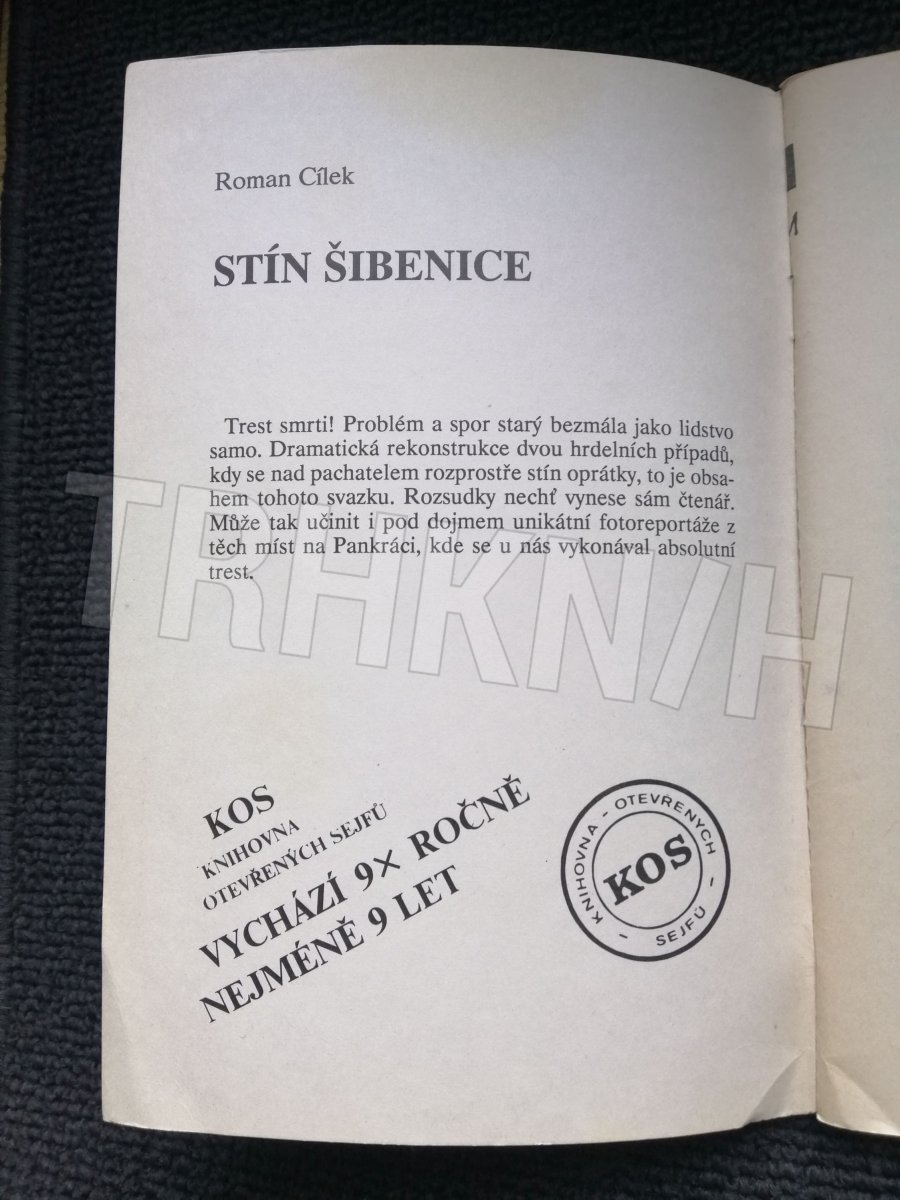 Roman Cílek
STÍN ŠIBENICE
Trest smrti! Problém a spor starý bezmála jako lidstvo
samo. Dramatická rekonstrukce dvou hrdelních případů,
kdy se nad pachatelem rozprostře stín oprátky, to je obsa-
hem tohoto svazku. Rozsudky nechť vynese sám čtenář.
Může tak učinit i pod dojmem unikátní fotoreportáže z
těch míst na Pankráci, kde se u nás vykonával absolutní
trest.
TRHKNIH
KOS
KNIHOVNA
OTEVŘENÝCH SEJFŮ
VYCHÁZÍ 9× ROČNĚ
NEJMÉNĚ 9 LET
KNIHOVNA - OTEVŘENYCH - SEJFŮ -
KOS